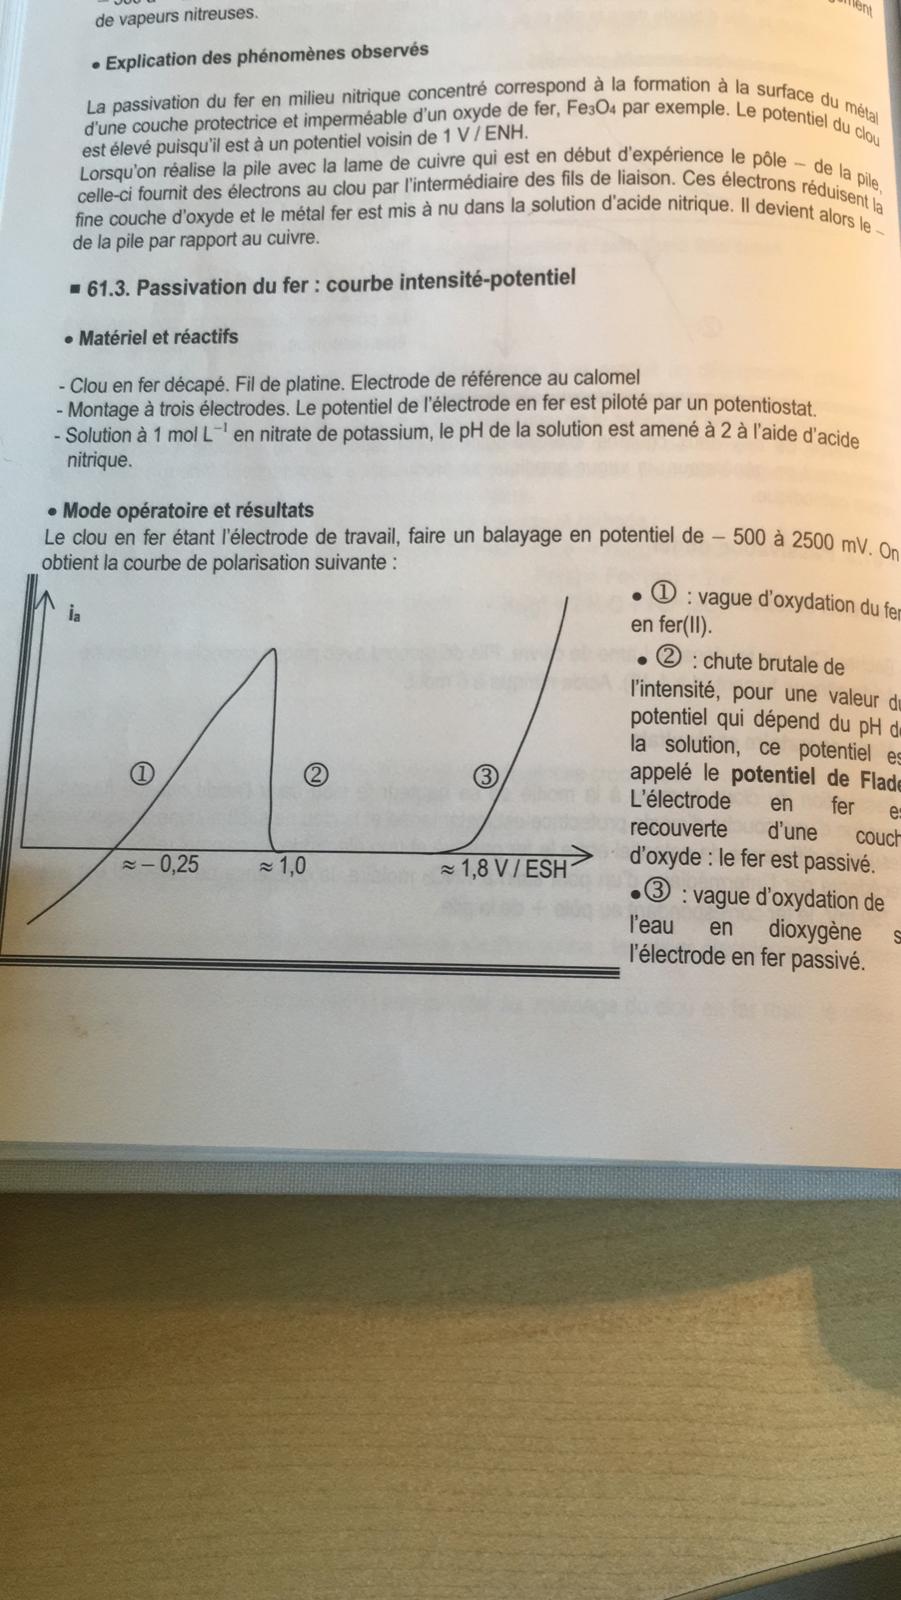 de vapeurs nitreuses.
• Explication des phénomènes observés
La passivation du fer en milieu nitrique concentré correspond à la formation à la surface du métal
d'une couche protectrice et imperméable d'un oxyde de fer, Fe3O4 par exemple. Le potentiel du clou
est élevé puisqu'il est à un potentiel voisin de 1 V / ENH.
Lorsqu'on réalise la pile avec la lame de cuivre qui est en début d'expérience le pôle – de la pile,
celle-ci fournit des électrons au clou par l'intermédiaire des fils de liaison. Ces électrons réduisent la
fine couche d'oxyde et le métal fer est mis à nu dans la solution d'acide nitrique. Il devient alors le –
de la pile par rapport au cuivre.
▪ 61.3. Passivation du fer : courbe intensité-potentiel
• Matériel et réactifs
- Clou en fer décapé. Fil de platine. Electrode de référence au calomel
- Montage à trois électrodes. Le potentiel de l'électrode en fer est piloté par un potentiostat.
- Solution à 1 mol L⁻¹ en nitrate de potassium, le pH de la solution est amené à 2 à l'aide d'acide
nitrique.
• Mode opératoire et résultats
Le clou en fer étant l'électrode de travail, faire un balayage en potentiel de – 500 à 2500 mV. On
obtient la courbe de polarisation suivante :
ia
① ② ③
≈ – 0,25 ≈ 1,0 ≈ 1,8 V / ESH
• ① : vague d'oxydation du fer
en fer(II).
• ② : chute brutale de
l'intensité, pour une valeur du
potentiel qui dépend du pH de
la solution, ce potentiel
appelé le potentiel de Flade
L'électrode en fer
recouverte d'une
d'oxyde : le fer est passivé.
• ③ : vague d'oxydation de
l'eau en dioxygène
l'électrode en fer passivé.